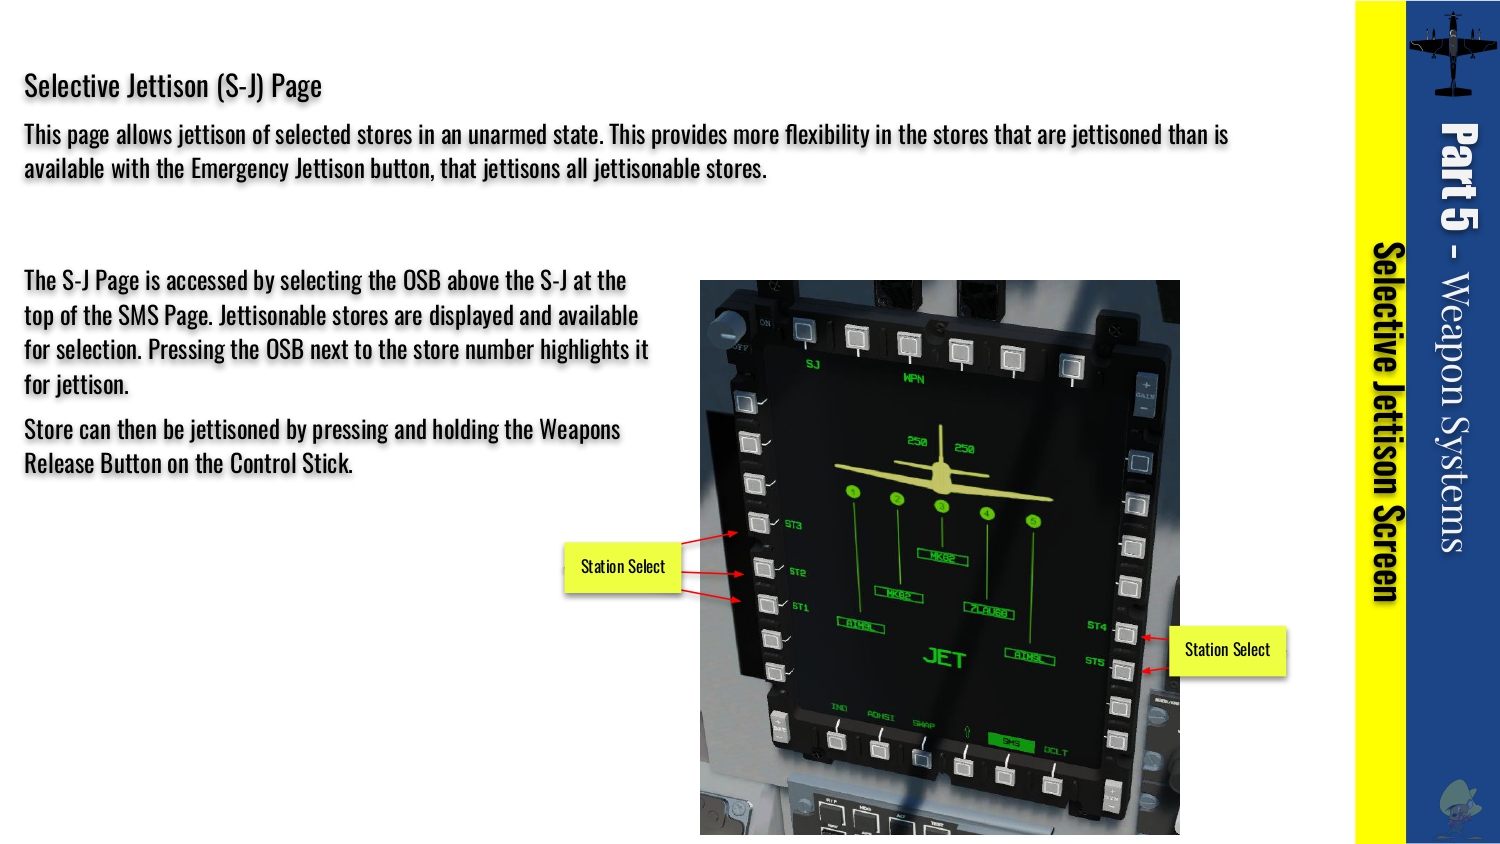 Selective Jettison (S-J) Page
This page allows jettison of selected stores in an unarmed state. This provides more flexibility in the stores that are jettisoned than is
available with the Emergency Jettison button, that jettisons all jettisonable stores.
The S-J Page is accessed by selecting the OSB above the S-J at the
top of the SMS Page. Jettisonable stores are displayed and available
for selection. Pressing the OSB next to the store number highlights it
for jettison.
Store can then be jettisoned by pressing and holding the Weapons
Release Button on the Control Stick.
Station Select
Station Select
ON
SJ
WPN
GAIN
250 250
1 2 3 4 5
ST3
ST2
ST1
ST4
ST5
MK82
MK82
7LAU68
AIM9L
AIM9L
JET
IND
ADHSI
SWAP
SMS
DCLT
Part 5 - Weapon Systems
Selective Jettison Screen